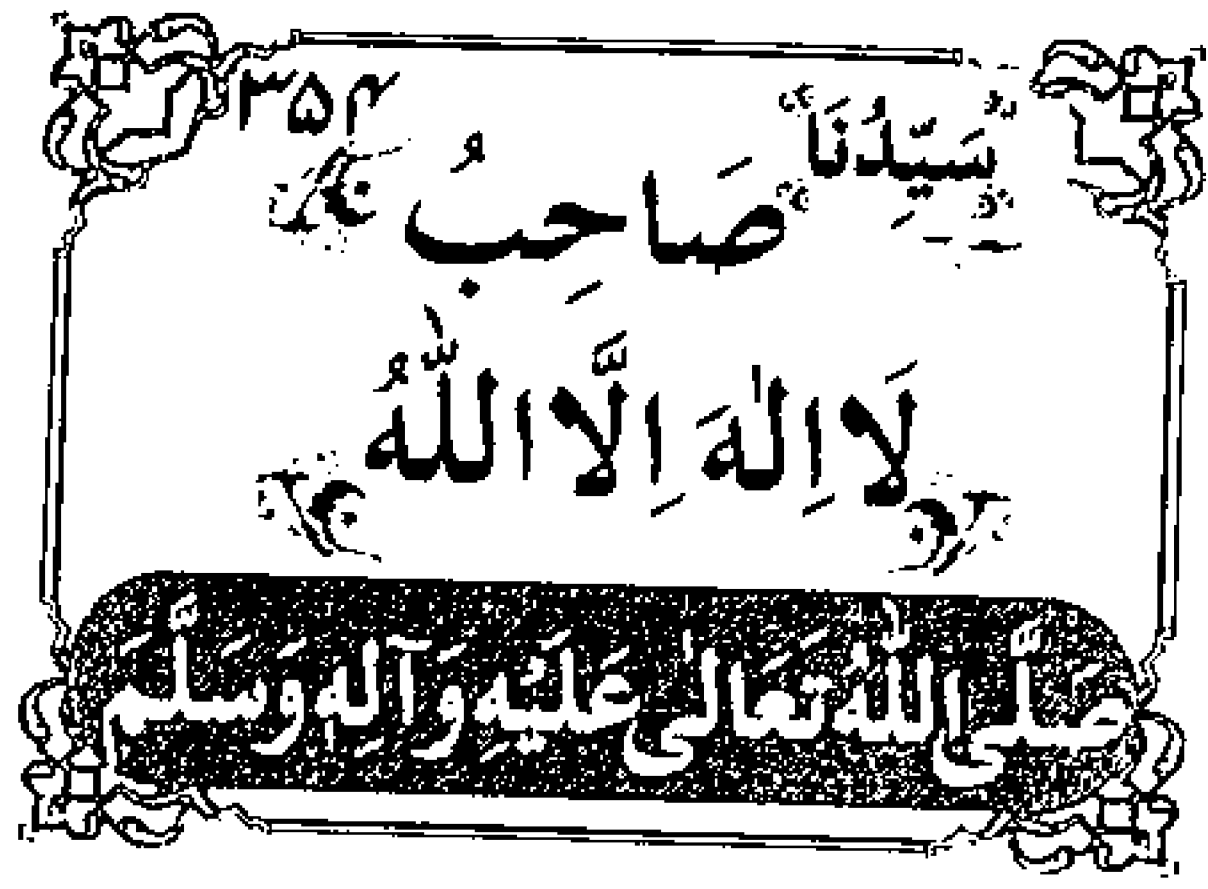 ۳۵۴
سَيِّدُنَا
صَاحِبُ
لَا اِلٰهَ اِلَّا اللّٰهُ
صَلَّى اللّٰهُ تَعَالٰى عَلَيْهِ وَآلِهٖ وَسَلَّمَ